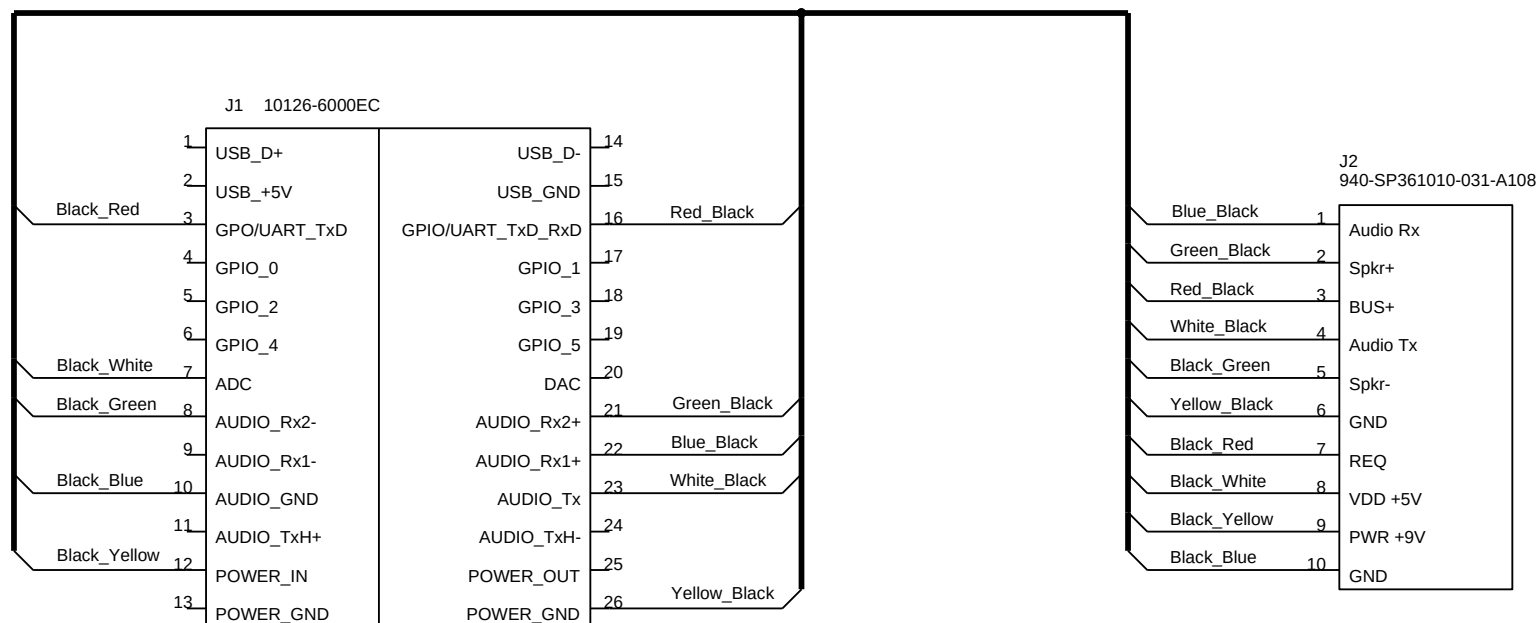 J1 10126-6000EC
1 USB_D+ USB_D- 14
2 USB_+5V USB_GND 15
Black_Red 3 GPO/UART_TxD GPIO/UART_TxD_RxD 16 Red_Black
4 GPIO_0 GPIO_1 17
5 GPIO_2 GPIO_3 18
6 GPIO_4 GPIO_5 19
Black_White 7 ADC DAC 20
Black_Green 8 AUDIO_Rx2- AUDIO_Rx2+ 21 Green_Black
9 AUDIO_Rx1- AUDIO_Rx1+ 22 Blue_Black
Black_Blue 10 AUDIO_GND AUDIO_Tx 23 White_Black
11 AUDIO_TxH+ AUDIO_TxH- 24
Black_Yellow 12 POWER_IN POWER_OUT 25
13 POWER_GND POWER_GND 26 Yellow_Black
J2
940-SP361010-031-A108
Blue_Black 1 Audio Rx
Green_Black 2 Spkr+
Red_Black 3 BUS+
White_Black 4 Audio Tx
Black_Green 5 Spkr-
Yellow_Black 6 GND
Black_Red 7 REQ
Black_White 8 VDD +5V
Black_Yellow 9 PWR +9V
Black_Blue 10 GND